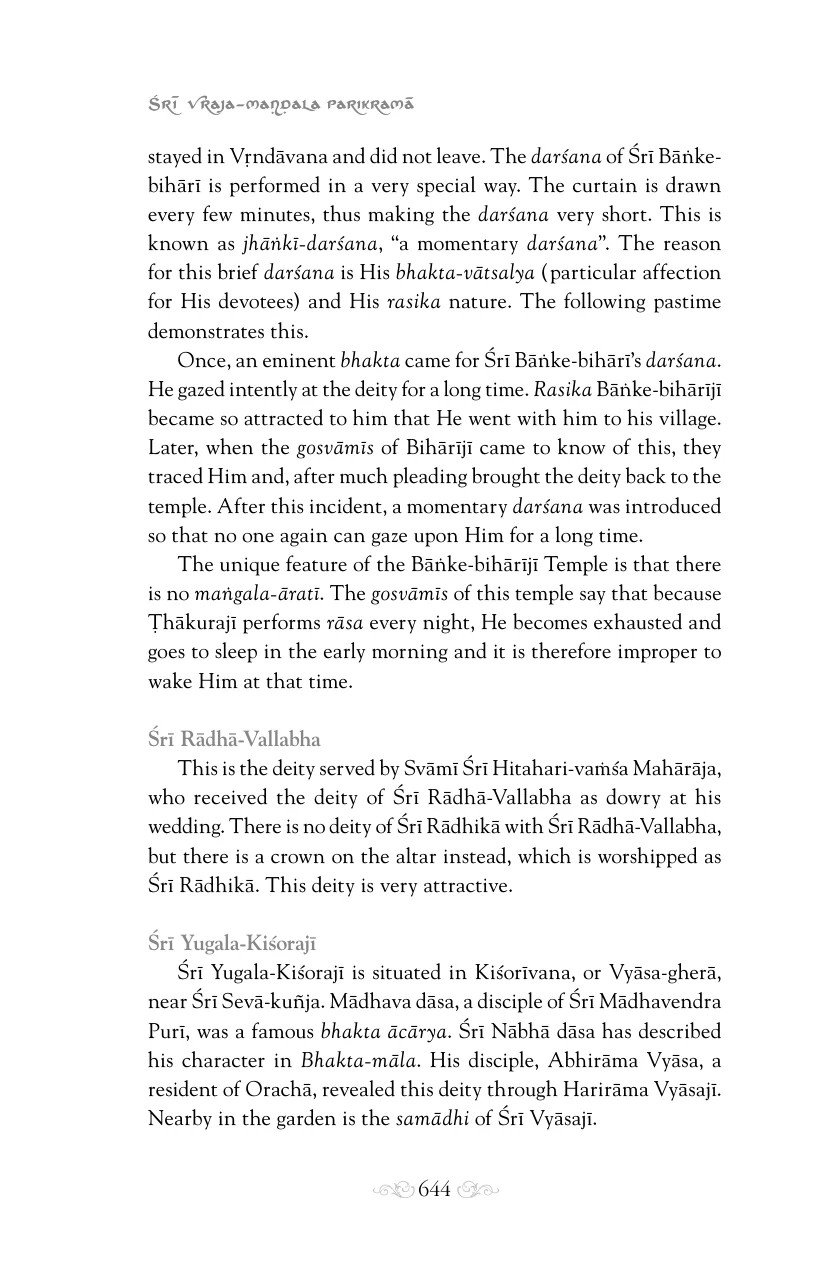 Śrī Vraja-maṇḍala Parikramā
stayed in Vṛndāvana and did not leave. The darśana of Śrī Bāṅke-
bihārī is performed in a very special way. The curtain is drawn
every few minutes, thus making the darśana very short. This is
known as jhāṅkī-darśana, “a momentary darśana”. The reason
for this brief darśana is His bhakta-vātsalya (particular affection
for His devotees) and His rasika nature. The following pastime
demonstrates this.
Once, an eminent bhakta came for Śrī Bāṅke-bihārī’s darśana.
He gazed intently at the deity for a long time. Rasika Bāṅke-bihārījī
became so attracted to him that He went with him to his village.
Later, when the gosvāmīs of Bihārījī came to know of this, they
traced Him and, after much pleading brought the deity back to the
temple. After this incident, a momentary darśana was introduced
so that no one again can gaze upon Him for a long time.
The unique feature of the Bāṅke-bihārījī Temple is that there
is no maṅgala-āratī. The gosvāmīs of this temple say that because
Ṭhākurajī performs rāsa every night, He becomes exhausted and
goes to sleep in the early morning and it is therefore improper to
wake Him at that time.
Śrī Rādhā-Vallabha
This is the deity served by Svāmī Śrī Hitahari-vaṁśa Mahārāja,
who received the deity of Śrī Rādhā-Vallabha as dowry at his
wedding. There is no deity of Śrī Rādhikā with Śrī Rādhā-Vallabha,
but there is a crown on the altar instead, which is worshipped as
Śrī Rādhikā. This deity is very attractive.
Śrī Yugala-Kiśorajī
Śrī Yugala-Kiśorajī is situated in Kiśorīvana, or Vyāsa-gherā,
near Śrī Sevā-kuñja. Mādhava dāsa, a disciple of Śrī Mādhavendra
Purī, was a famous bhakta ācārya. Śrī Nābhā dāsa has described
his character in Bhakta-māla. His disciple, Abhirāma Vyāsa, a
resident of Orachā, revealed this deity through Harirāma Vyāsajī.
Nearby in the garden is the samādhi of Śrī Vyāsajī.
644